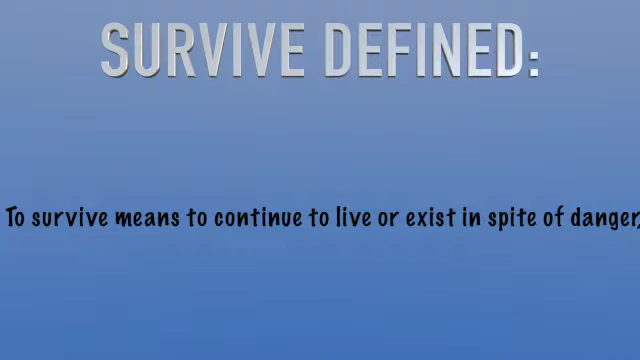 SURVIVE DEFINED:
To survive means to continue to live or exist in spite of danger,